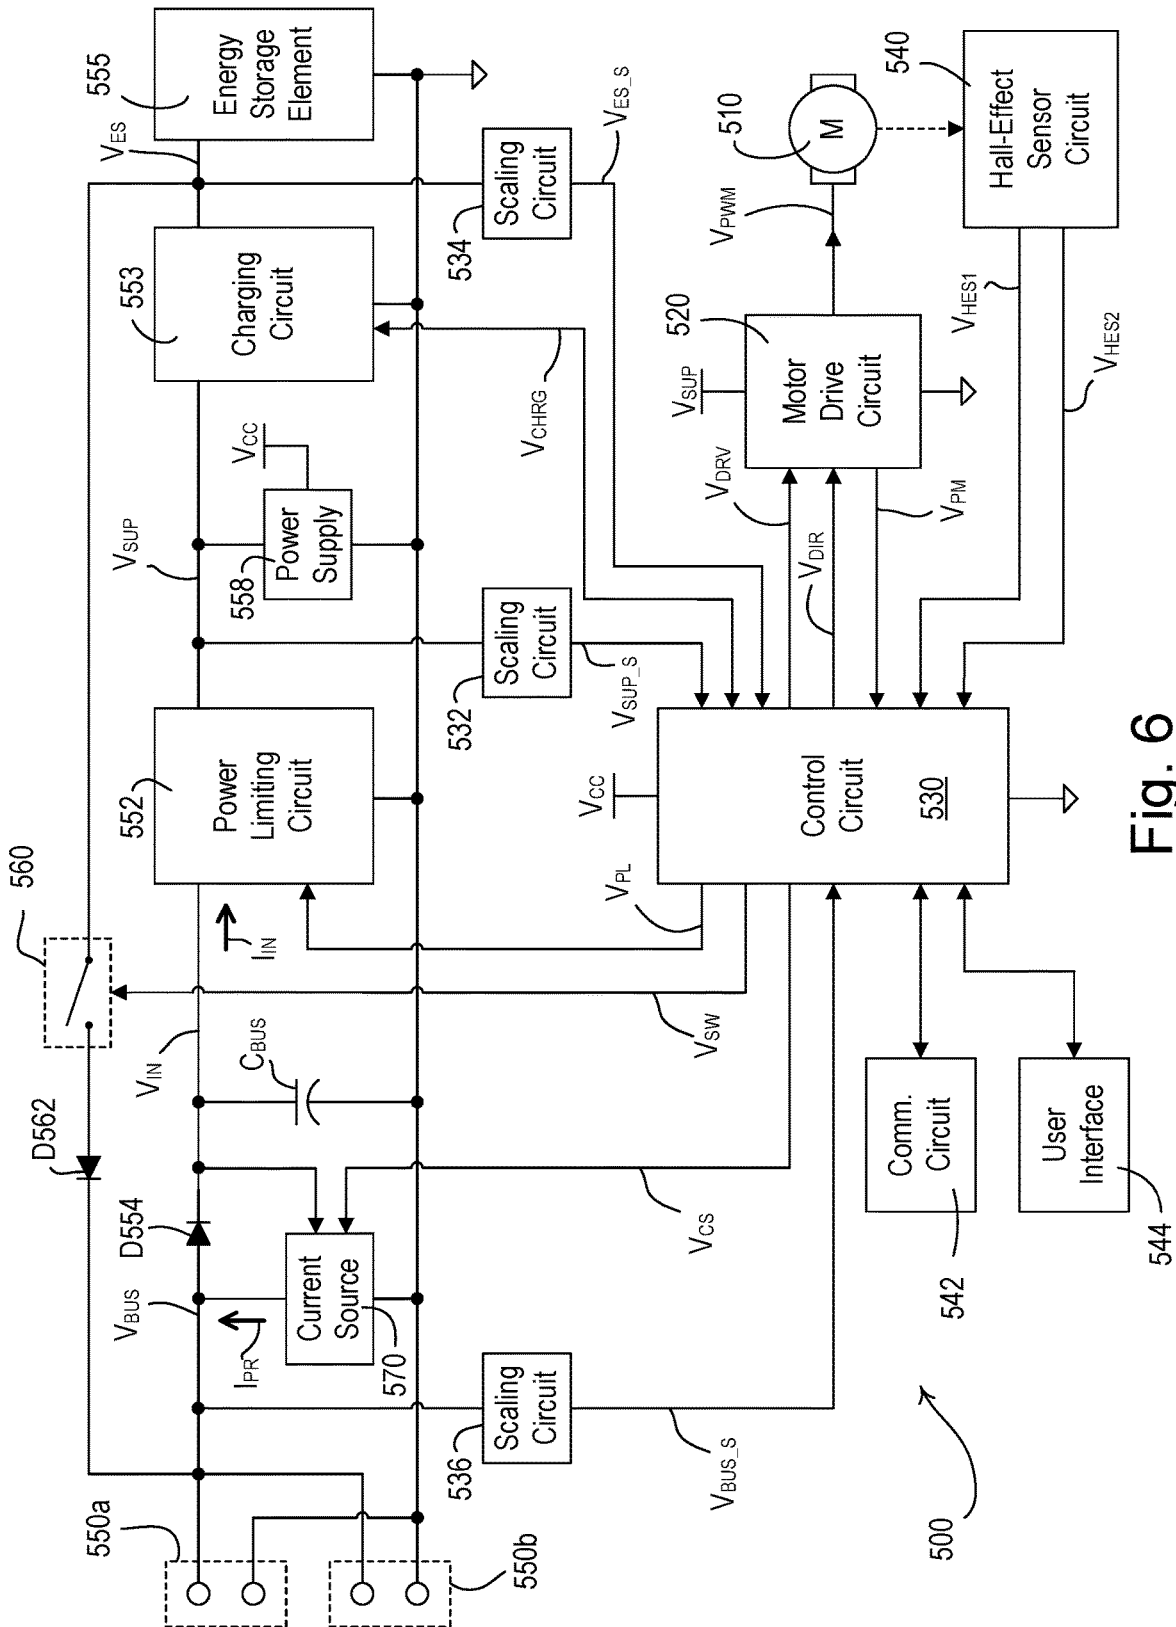 550a
550b
V_BUS
D554
D562
560
V_IN
I_PR
Current
Source
570
C_BUS
I_IN
552
Power
Limiting
Circuit
V_SUP
558
Power
Supply
V_CC
553
Charging
Circuit
V_ES
555
Energy
Storage
Element
536
Scaling
Circuit
V_BUS_S
V_CS
V_SW
V_PL
532
Scaling
Circuit
V_SUP_S
V_CHRG
534
Scaling
Circuit
V_ES_S
V_CC
Control
Circuit
530
V_DRV
V_DIR
V_PM
V_SUP
520
Motor
Drive
Circuit
V_PWM
510
M
540
Hall-Effect
Sensor
Circuit
V_HES1
V_HES2
Comm.
Circuit
542
User
Interface
544
500
Fig. 6